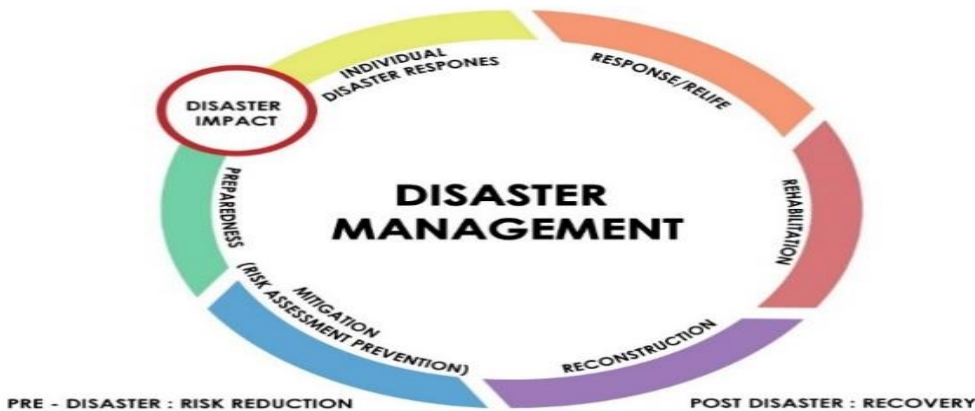 INDIVIDUAL
DISASTER RESPONES
RESPONSE/RELIFE
DISASTER
IMPACT
PREPAREDNESS
DISASTER
MANAGEMENT
REHABILITATION
MITIGATION
(RISK ASSESSMENT PREVENTION)
RECONSTRUCTION
PRE - DISASTER : RISK REDUCTION
POST DISASTER : RECOVERY